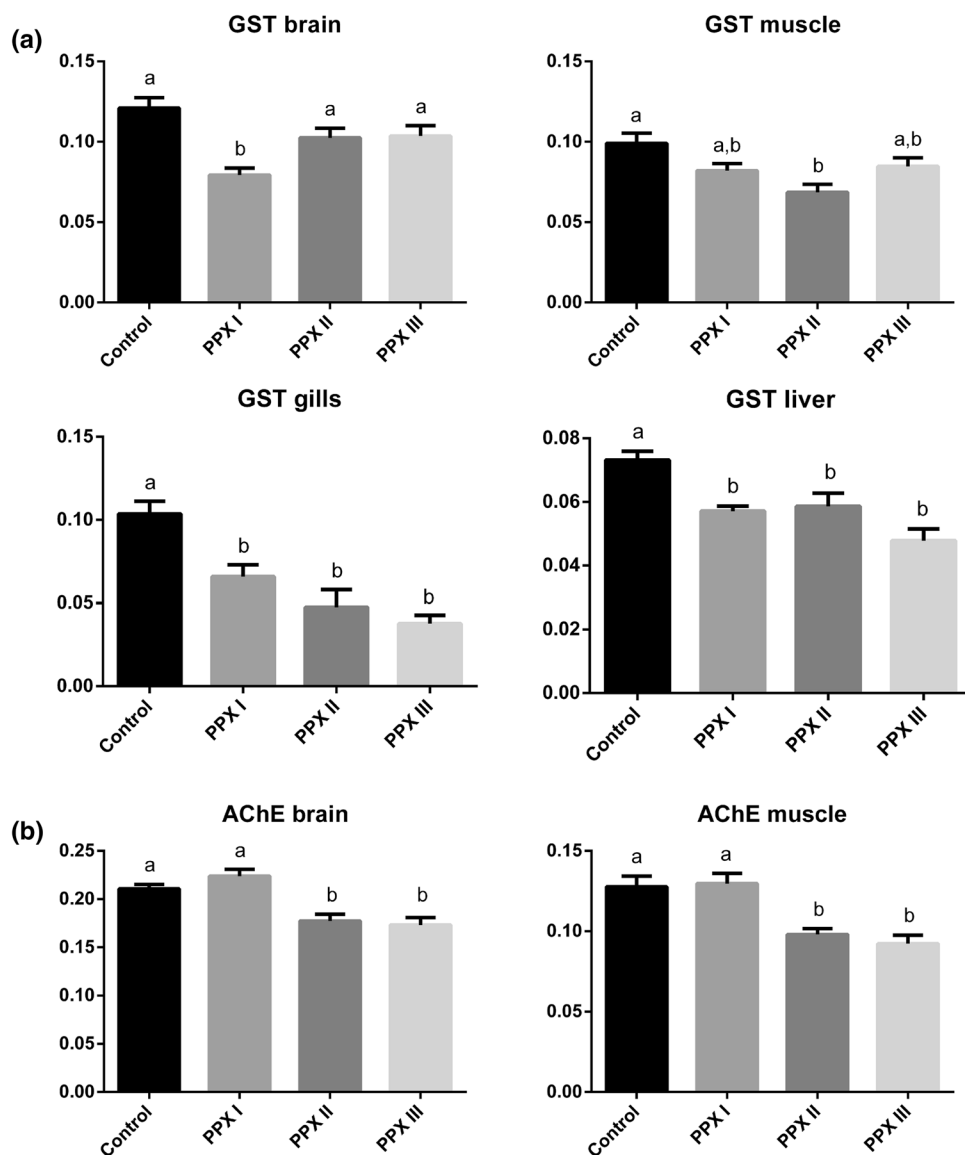 (a)
GST brain
0.15
0.10
0.05
0.00
a
b
a
a
Control
PPX I
PPX II
PPX III
GST muscle
0.15
0.10
0.05
0.00
a
a,b
b
a,b
Control
PPX I
PPX II
PPX III
GST gills
0.15
0.10
0.05
0.00
a
b
b
b
Control
PPX I
PPX II
PPX III
GST liver
0.08
0.06
0.04
0.02
0.00
a
b
b
b
Control
PPX I
PPX II
PPX III
(b)
AChE brain
0.25
0.20
0.15
0.10
0.05
0.00
a
a
b
b
Control
PPX I
PPX II
PPX III
AChE muscle
0.15
0.10
0.05
0.00
a
a
b
b
Control
PPX I
PPX II
PPX III